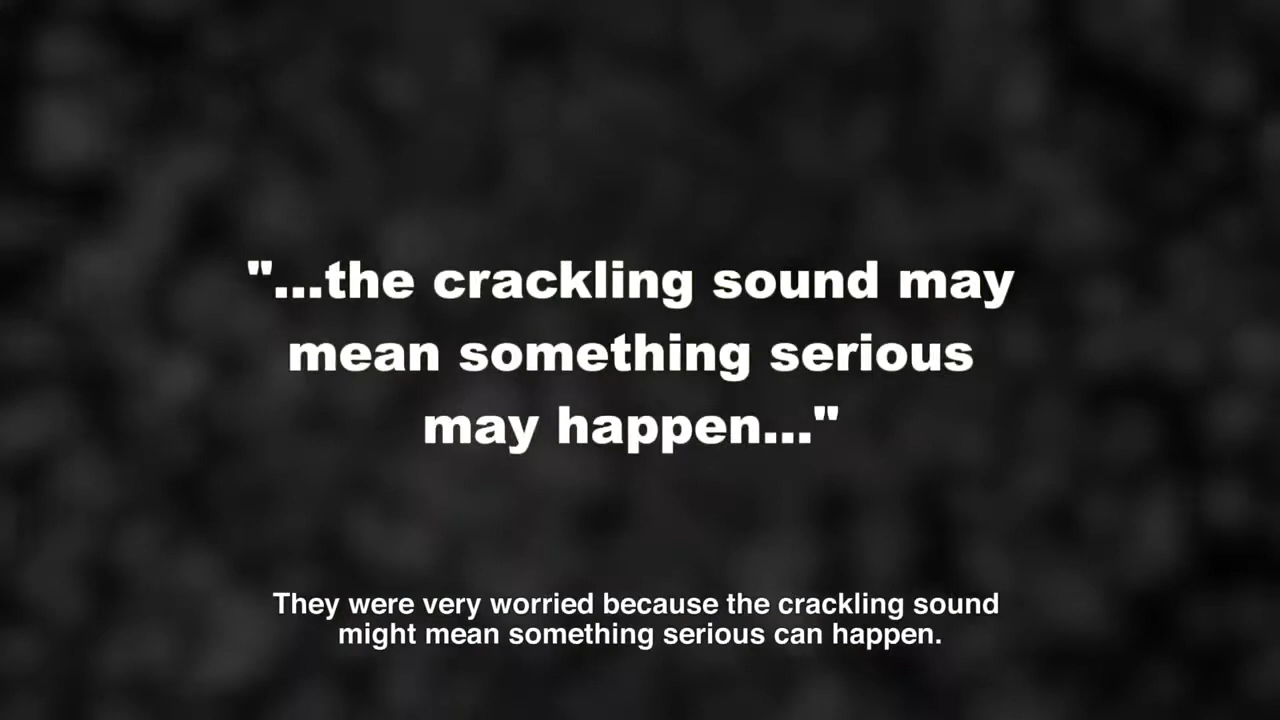 "...the crackling sound may
mean something serious
may happen..."
They were very worried because the crackling sound
might mean something serious can happen.